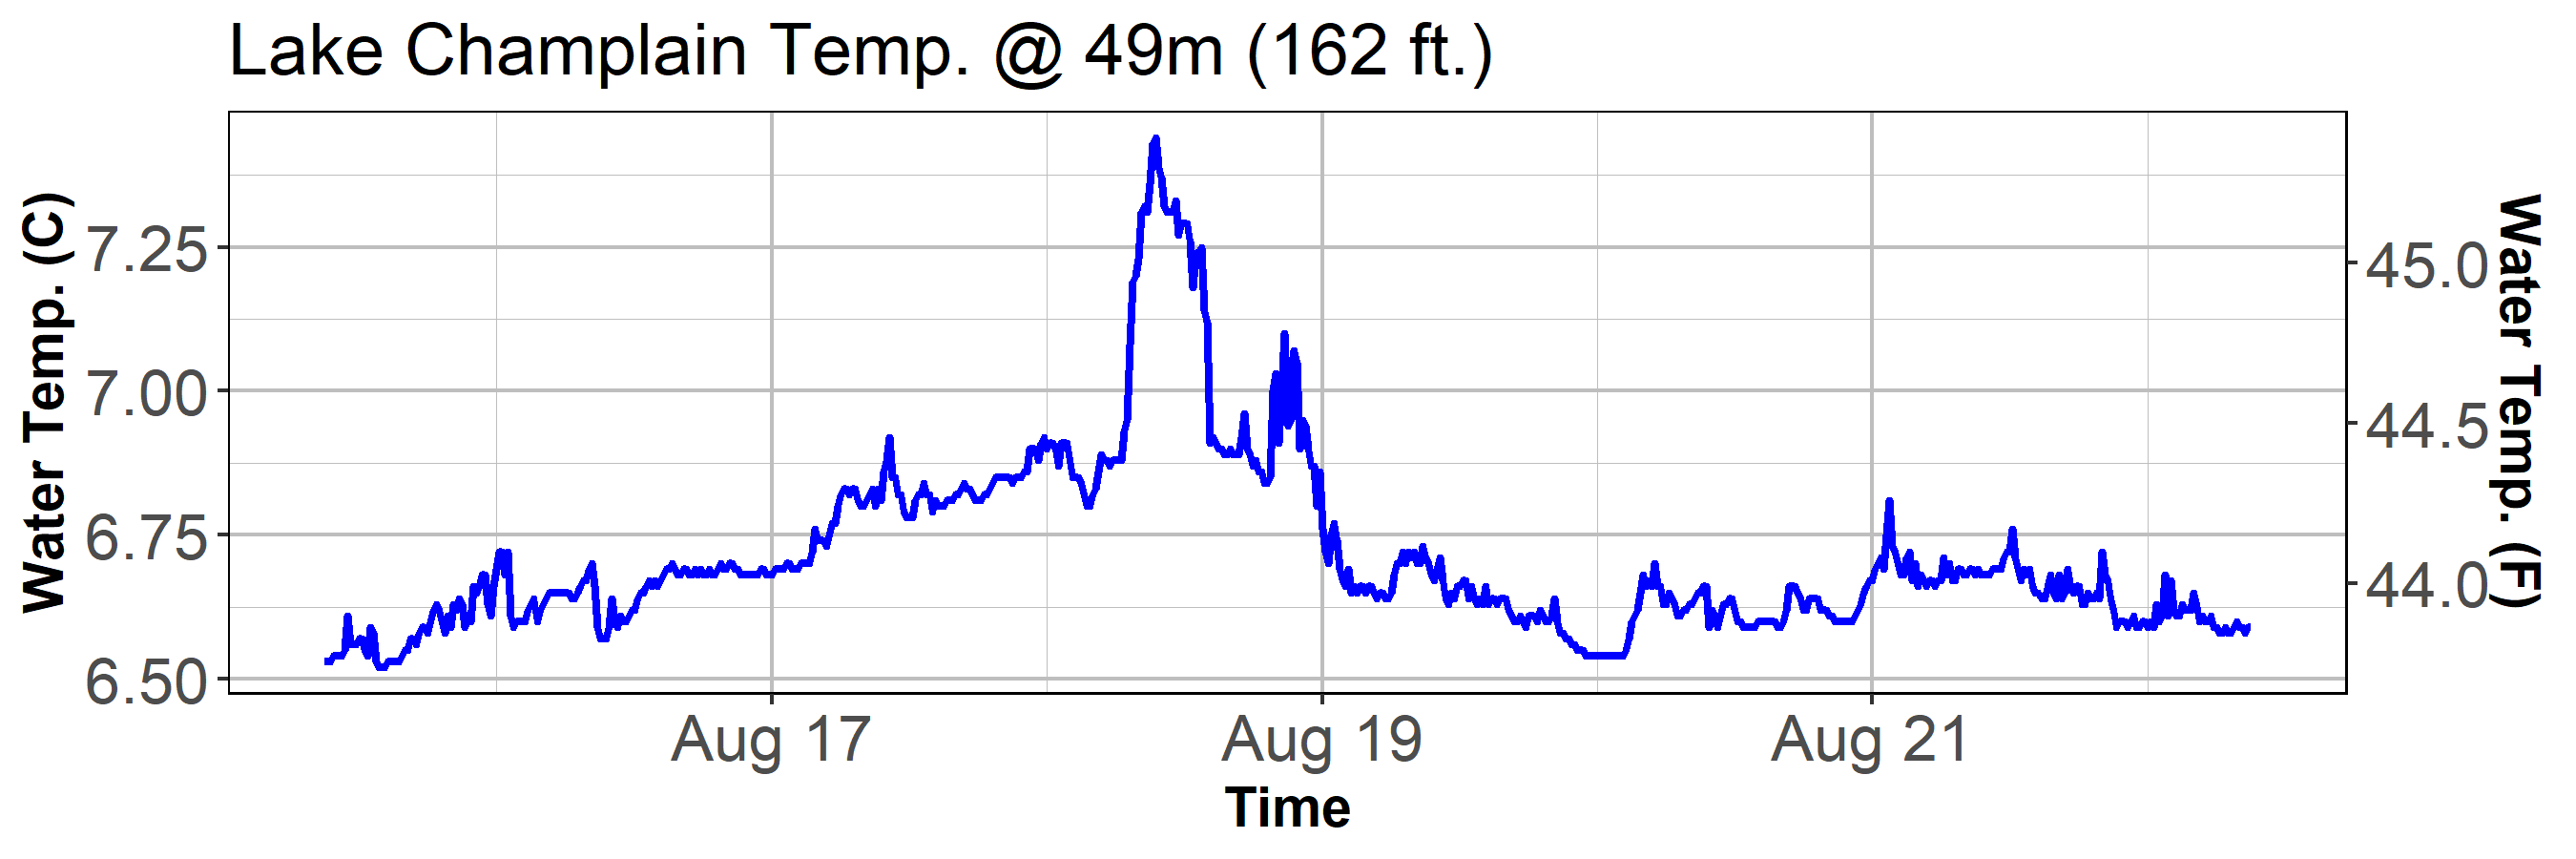 Lake Champlain Temp. @ 49m (162 ft.)
Water Temp. (C)
7.25
7.00
6.75
6.50
45.0
44.5
44.0
Water Temp. (F)
Aug 17
Aug 19
Aug 21
Time